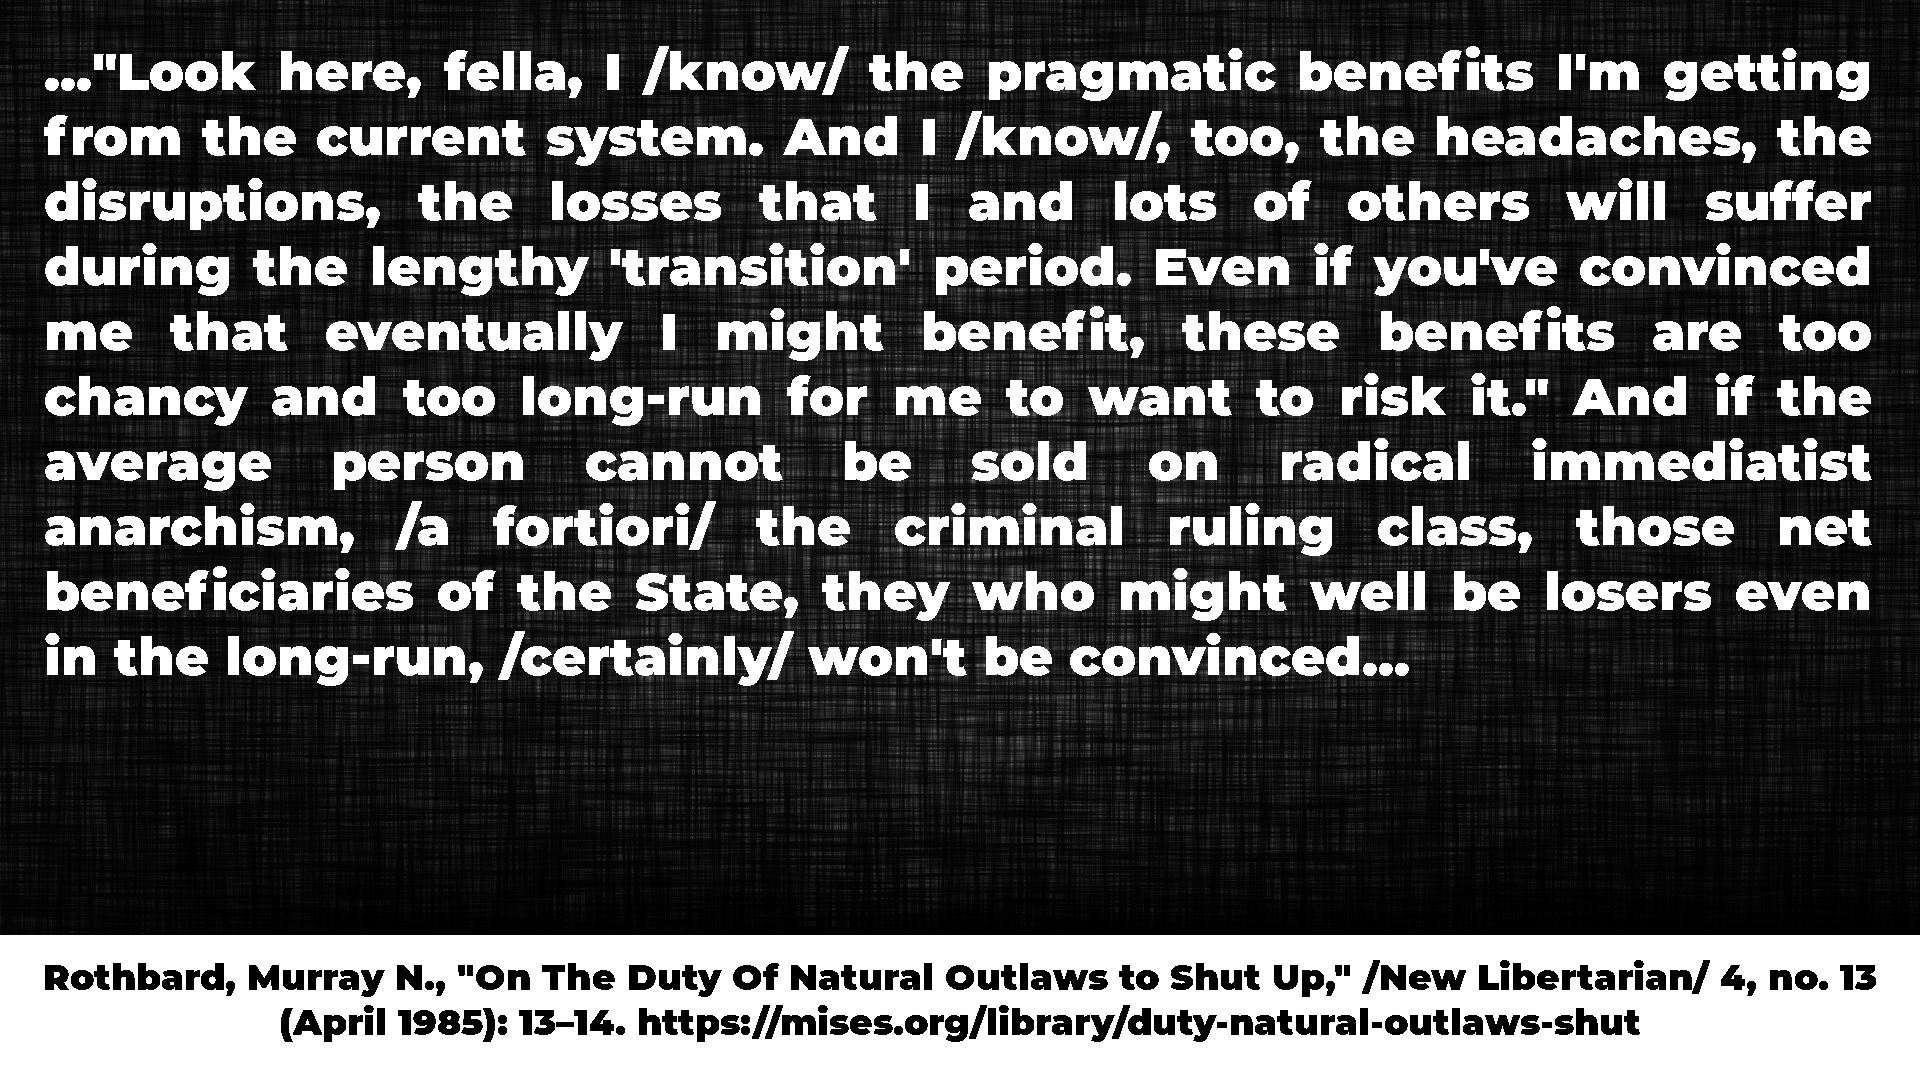 ..."Look here, fella, I /know/ the pragmatic benefits I'm getting
from the current system. And I /know/, too, the headaches, the
disruptions, the losses that I and lots of others will suffer
during the lengthy 'transition' period. Even if you've convinced
me that eventually I might benefit, these benefits are too
chancy and too long-run for me to want to risk it." And if the
average person cannot be sold on radical immediatist
anarchism, /a fortiori/ the criminal ruling class, those net
beneficiaries of the State, they who might well be losers even
in the long-run, /certainly/ won't be convinced...
Rothbard, Murray N., "On The Duty Of Natural Outlaws to Shut Up," /New Libertarian/ 4, no. 13
(April 1985): 13–14. https://mises.org/library/duty-natural-outlaws-shut